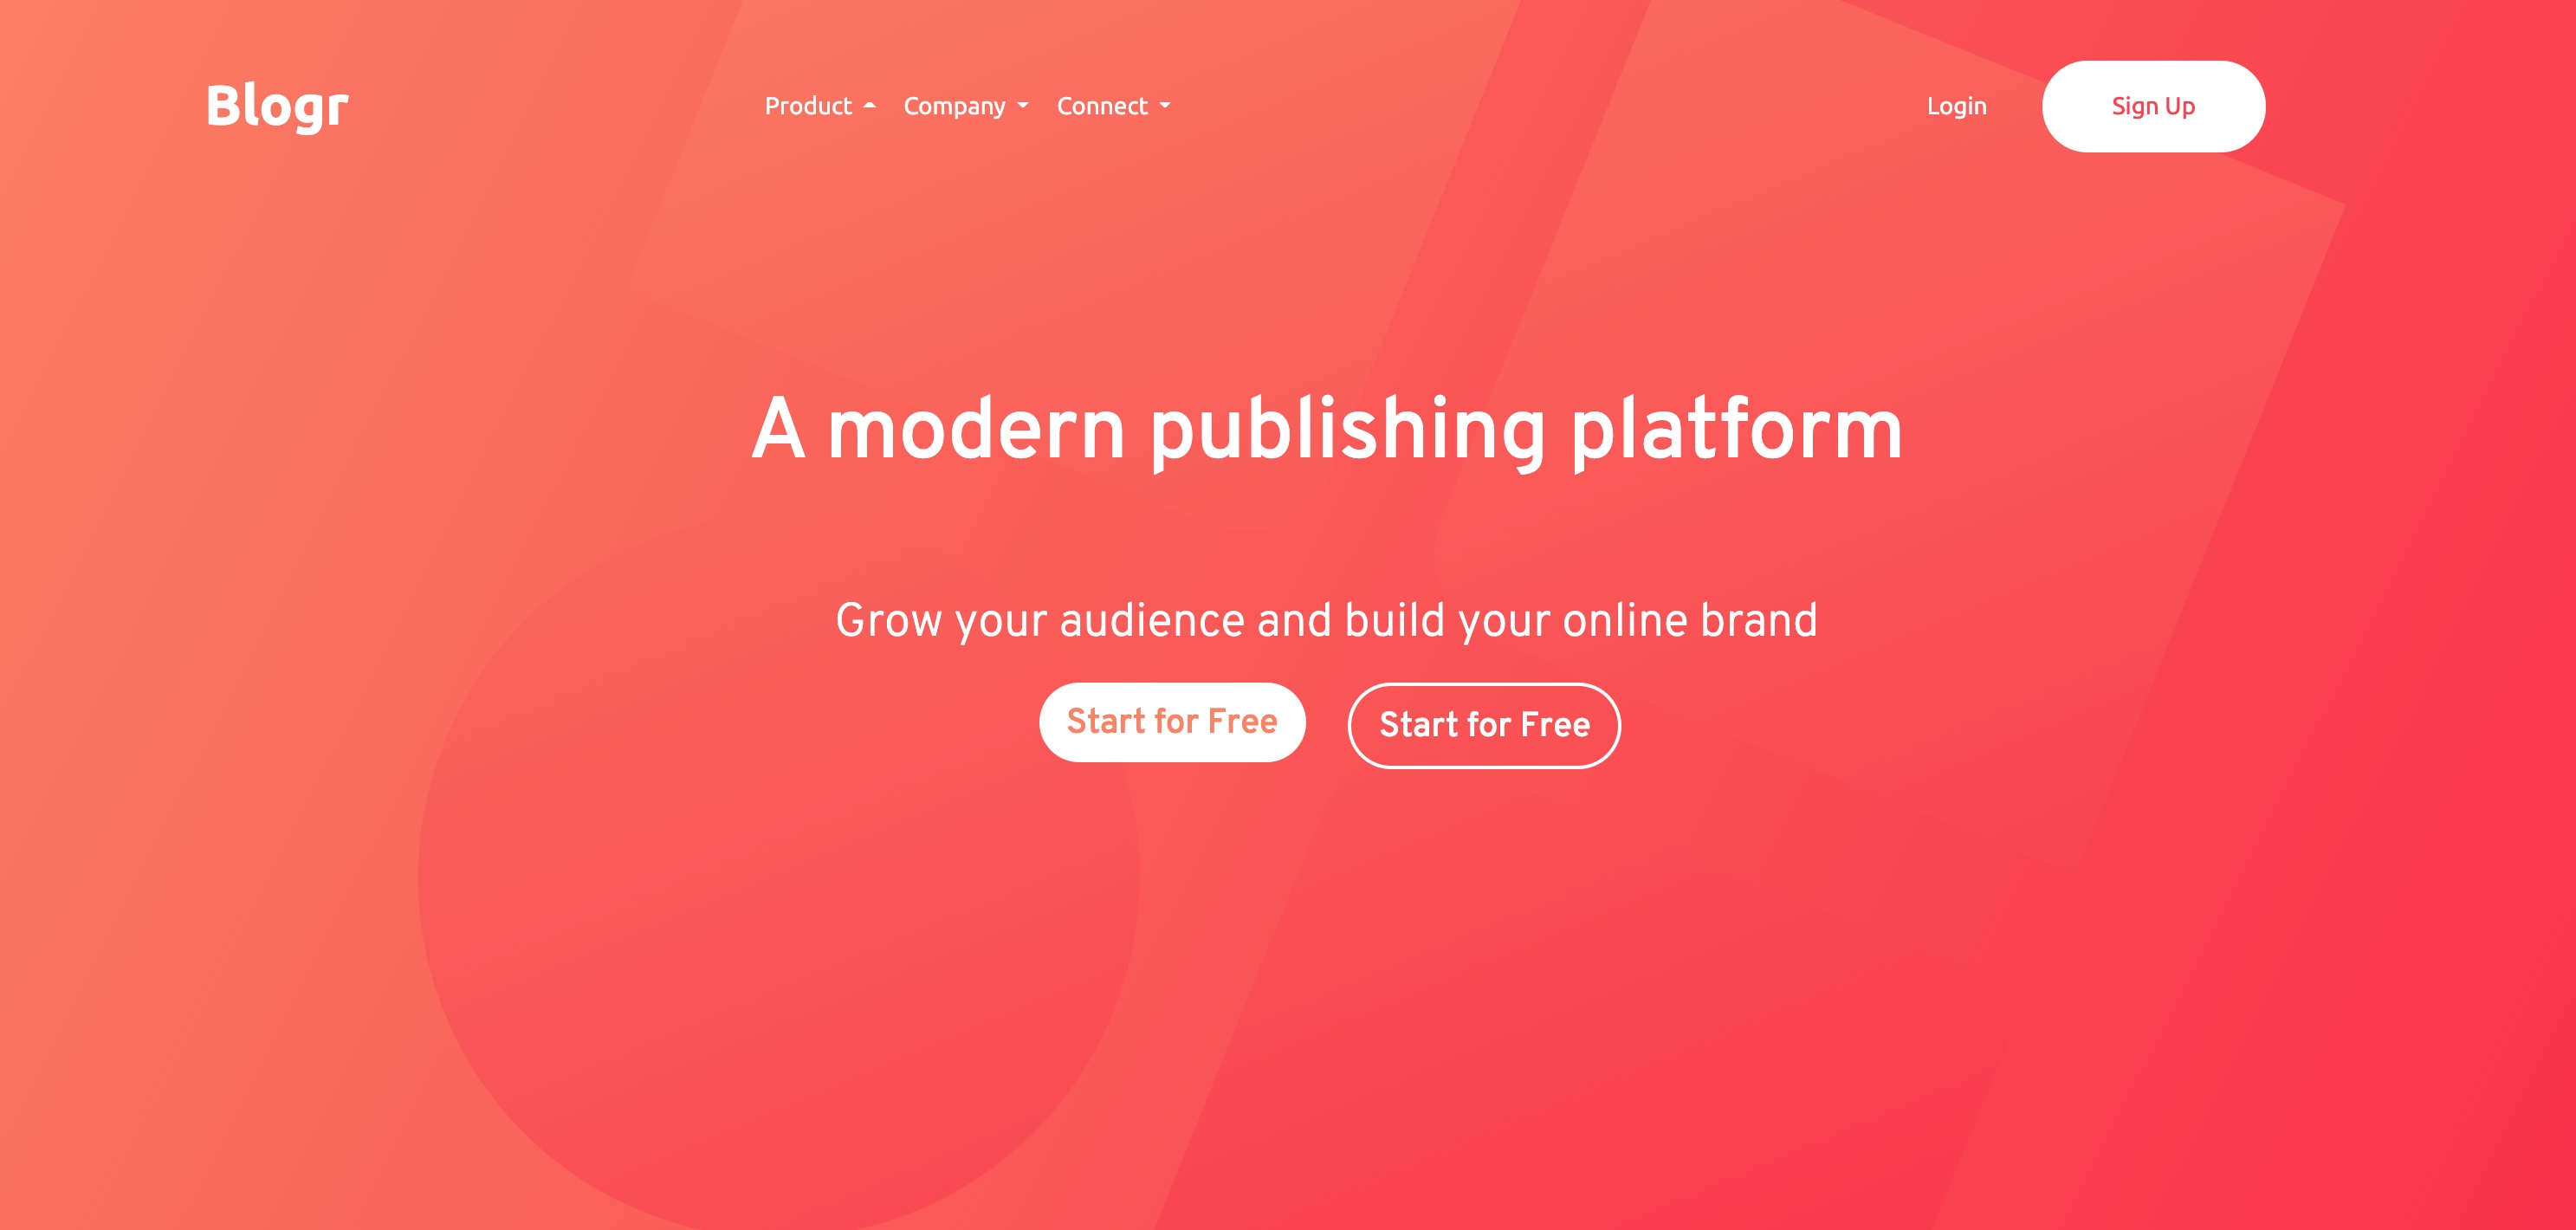 Blogr
Product Company Connect
Login
Sign Up
A modern publishing platform
Grow your audience and build your online brand
Start for Free
Start for Free